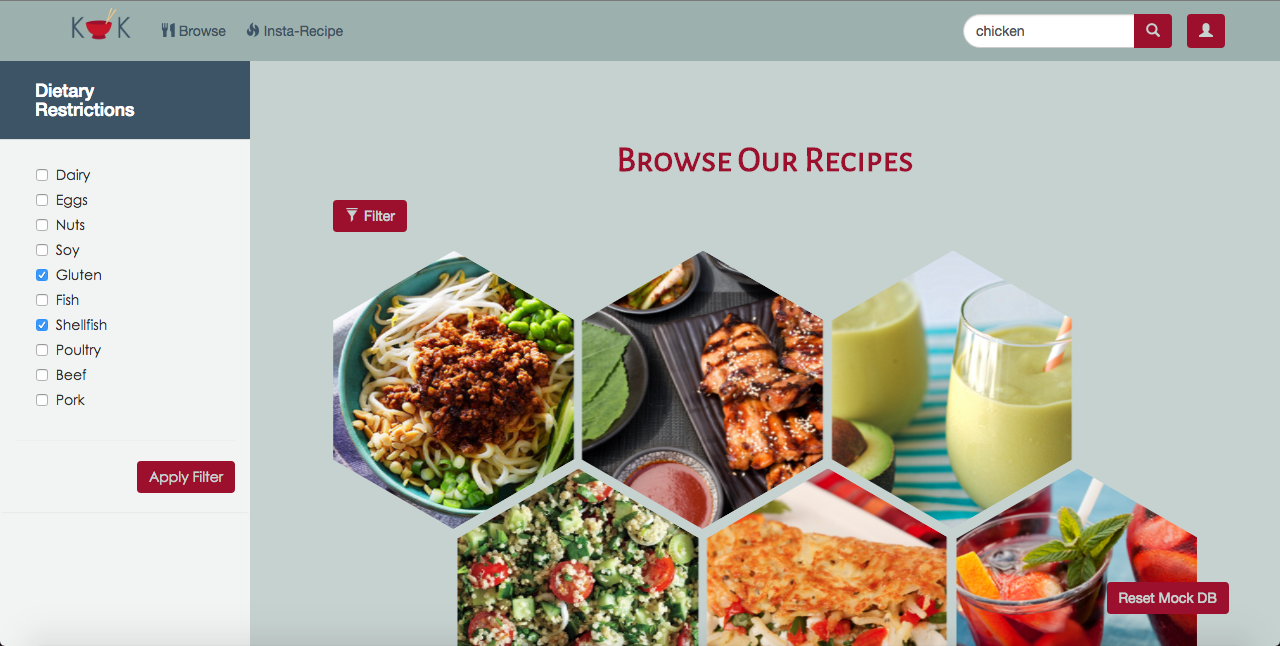 K K
Browse
Insta-Recipe
chicken
Dietary
Restrictions
Dairy
Eggs
Nuts
Soy
Gluten
Fish
Shellfish
Poultry
Beef
Pork
Apply Filter
Browse Our Recipes
Filter
Reset Mock DB